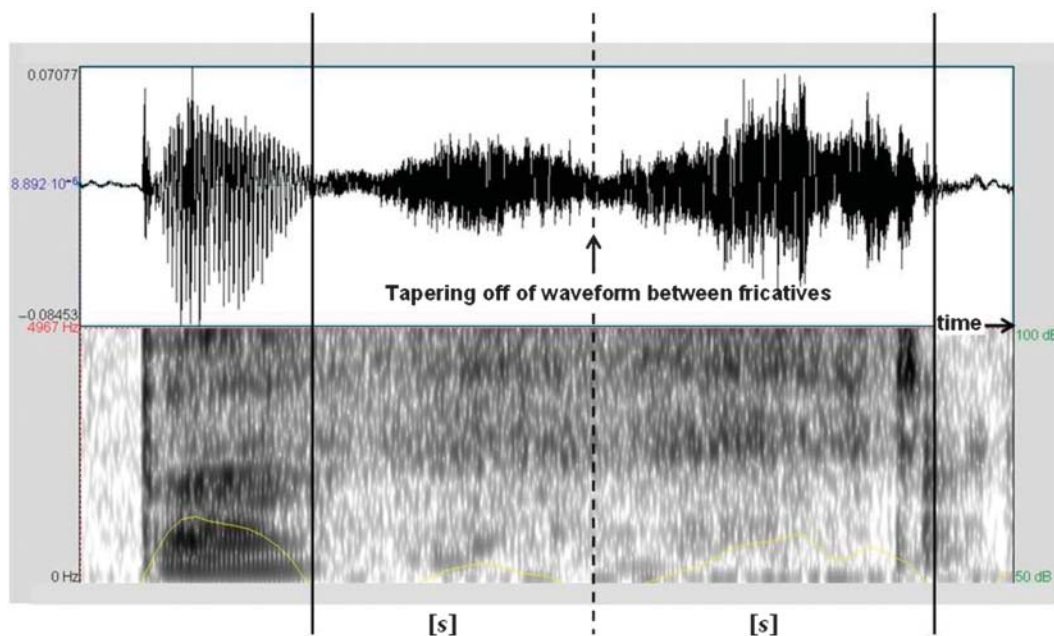 0.07077
8.892 10⁻⁶
Tapering off of waveform between fricatives
−0.08453
4967 Hz
time
100 dB
0 Hz
50 dB
[s]
[s]